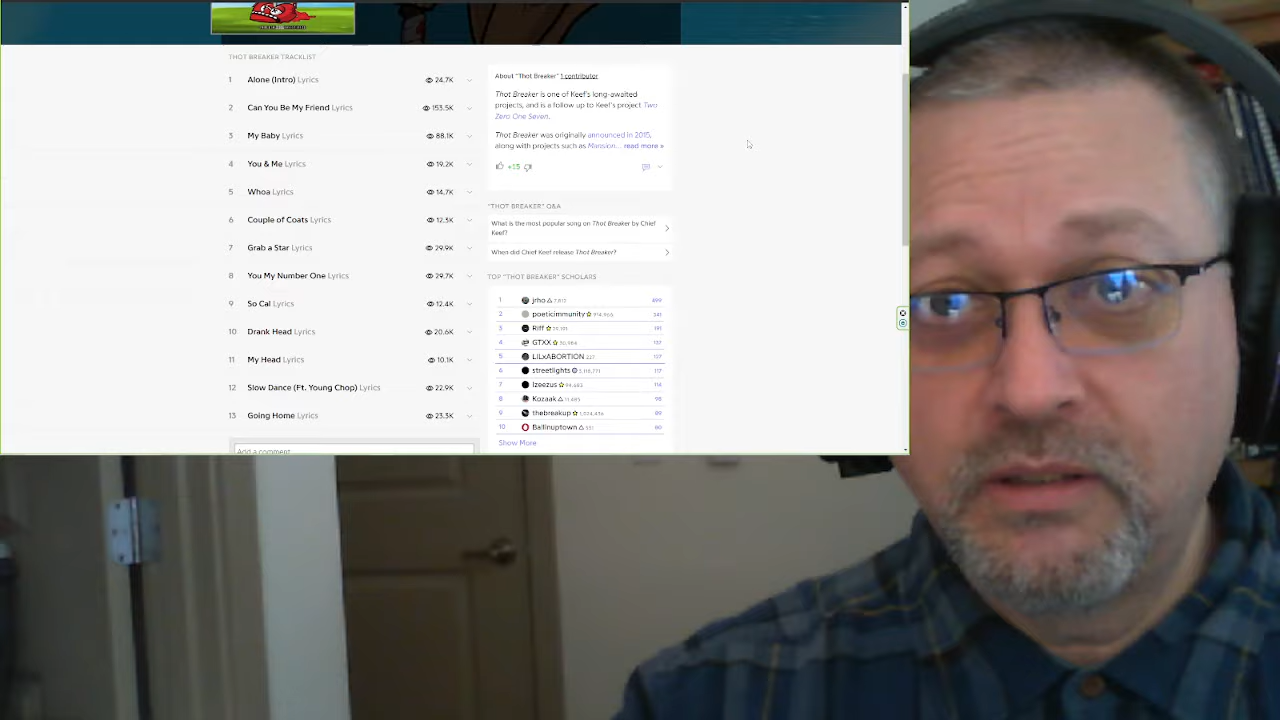 THOT BREAKER TRACKLIST
1 Alone (Intro) Lyrics 24.7K
2 Can You Be My Friend Lyrics 153.5K
3 My Baby Lyrics 88.1K
4 You & Me Lyrics 19.2K
5 Whoa Lyrics 14.7K
6 Couple of Coats Lyrics 12.3K
7 Grab a Star Lyrics 29.9K
8 You My Number One Lyrics 29.7K
9 So Cal Lyrics 12.4K
10 Drank Head Lyrics 20.6K
11 My Head Lyrics 10.1K
12 Slow Dance (Ft. Young Chop) Lyrics 22.9K
13 Going Home Lyrics 23.3K
Add a comment
About "Thot Breaker" 1 contributor
Thot Breaker is one of Keef's long-awaited
projects, and is a follow up to Keef's project Two
Zero One Seven.
Thot Breaker was originally announced in 2015,
along with projects such as Mansion... read more »
+15
"THOT BREAKER" Q&A
What is the most popular song on Thot Breaker by Chief
Keef?
When did Chief Keef release Thot Breaker?
TOP "THOT BREAKER" SCHOLARS
1 jrho
2 poeticimmunity
3 Riff
4 GTXX
5 LILxABORTION
6 streetlights
7 Izeezus
8 Kozaak
9 thebreakup
10 Ballinuptown
Show More